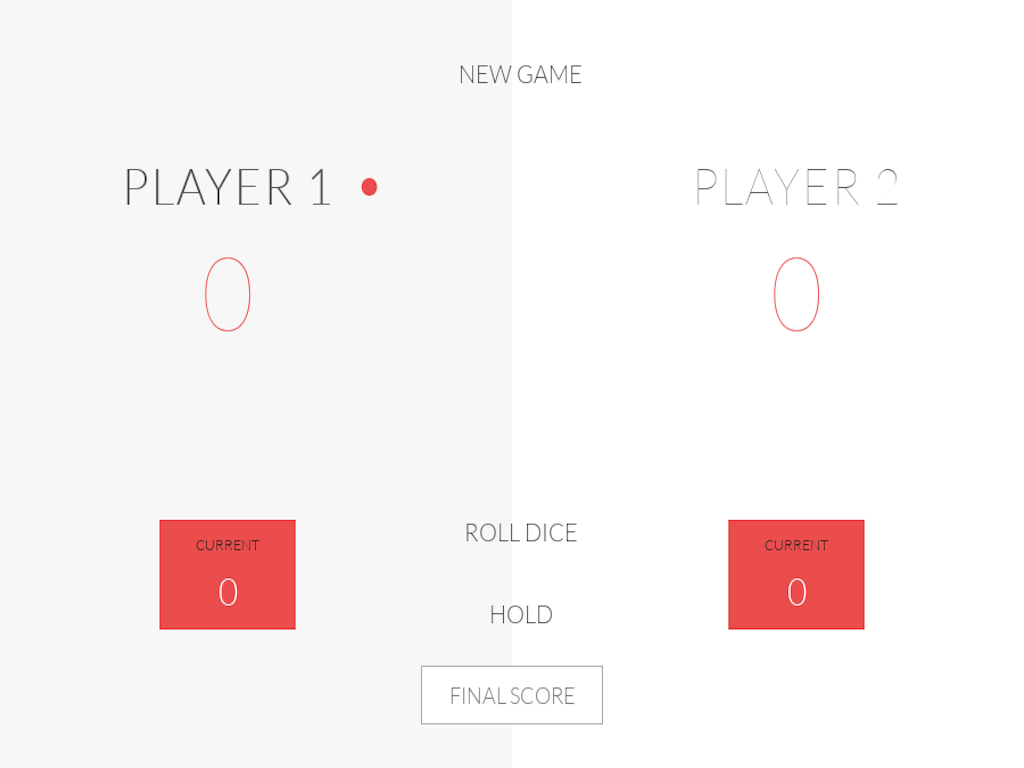 NEW GAME
PLAYER 1
0
CURRENT
0
PLAYER 2
0
CURRENT
0
ROLL DICE
HOLD
FINAL SCORE